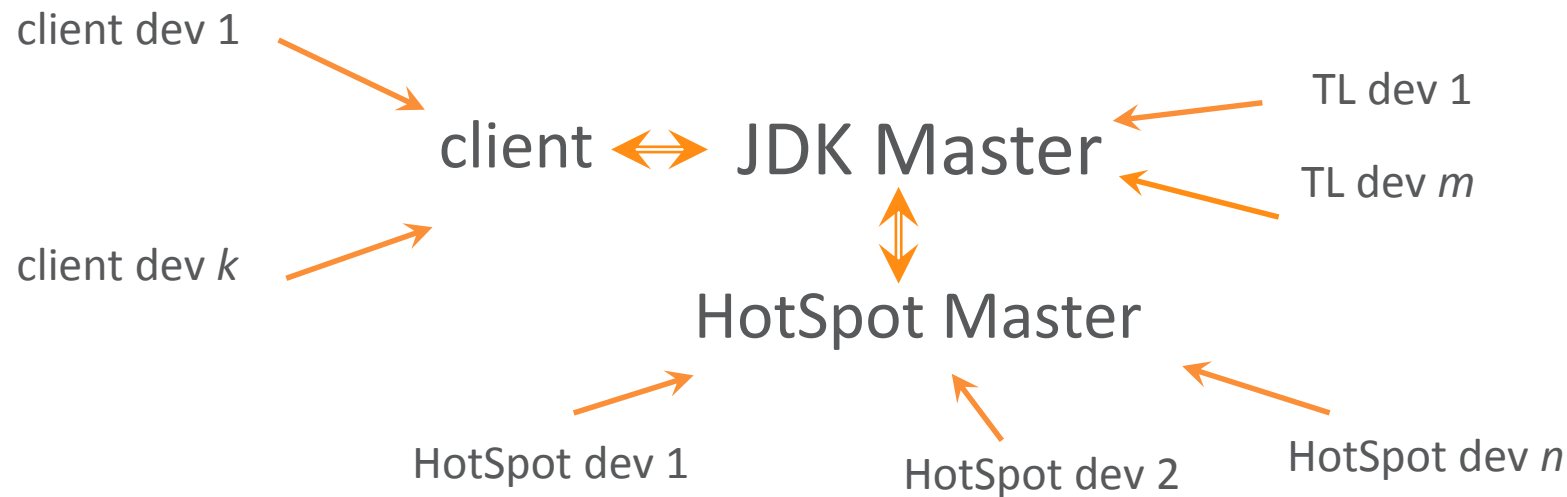 client dev 1
TL dev 1
client
JDK Master
TL dev m
client dev k
HotSpot Master
HotSpot dev 1
HotSpot dev 2
HotSpot dev n